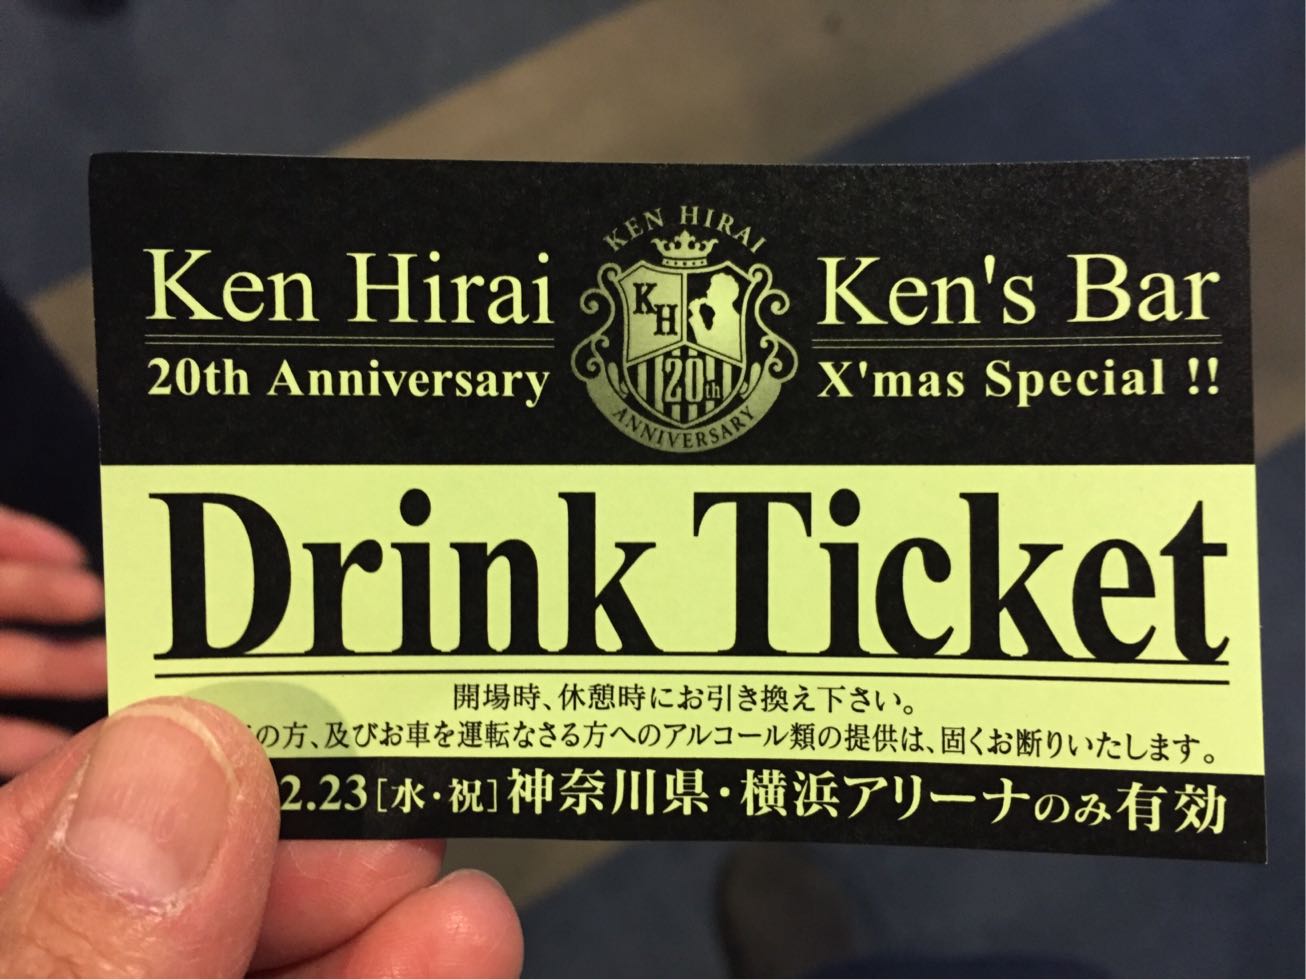 Ken Hirai
20th Anniversary
KEN HIRAI
KH
20th
ANNIVERSARY
Ken's Bar
X'mas Special !!
Drink Ticket
開場時、休憩時にお引き換え下さい。
の方、及びお車を運転なさる方へのアルコール類の提供は、固くお断りいたします。
2.23[水・祝]神奈川県・横浜アリーナのみ有効